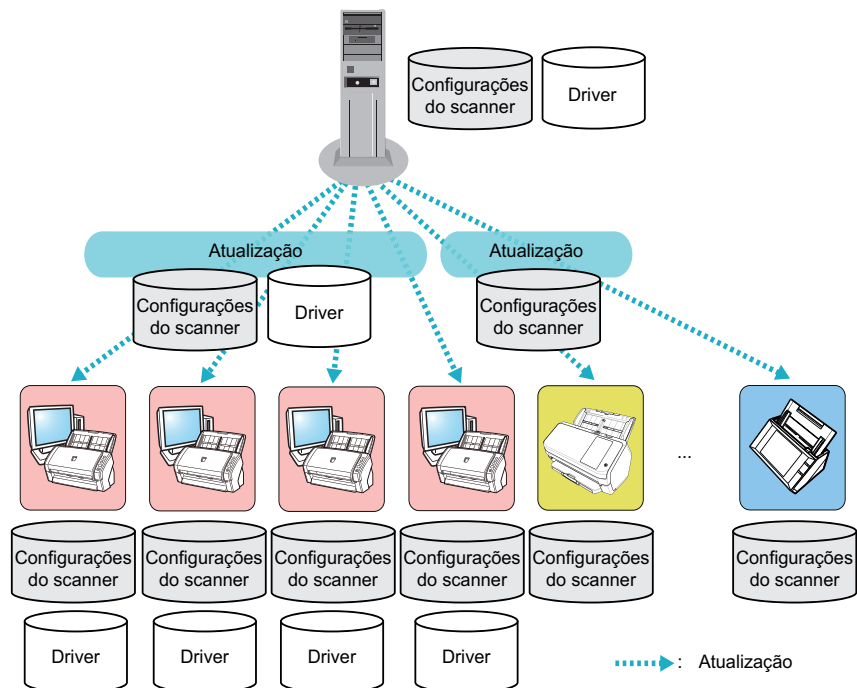 Configurações
do scanner
Driver
Atualização
Atualização
Configurações
do scanner
Driver
Configurações
do scanner
...
Configurações
do scanner
Configurações
do scanner
Configurações
do scanner
Configurações
do scanner
Configurações
do scanner
Configurações
do scanner
Driver
Driver
Driver
Driver
: Atualização